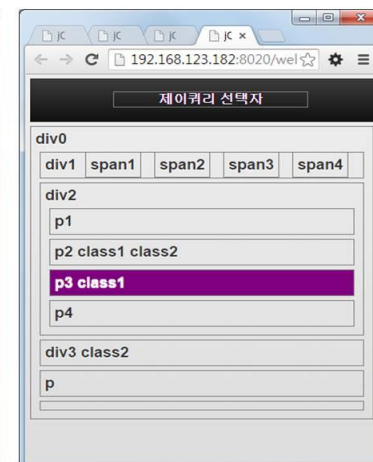 jC jC jC jC ×
192.168.123.182:8020/wel
제이쿼리 선택자
div0
div1 span1 span2 span3 span4
div2
p1
p2 class1 class2
p3 class1
p4
div3 class2
p